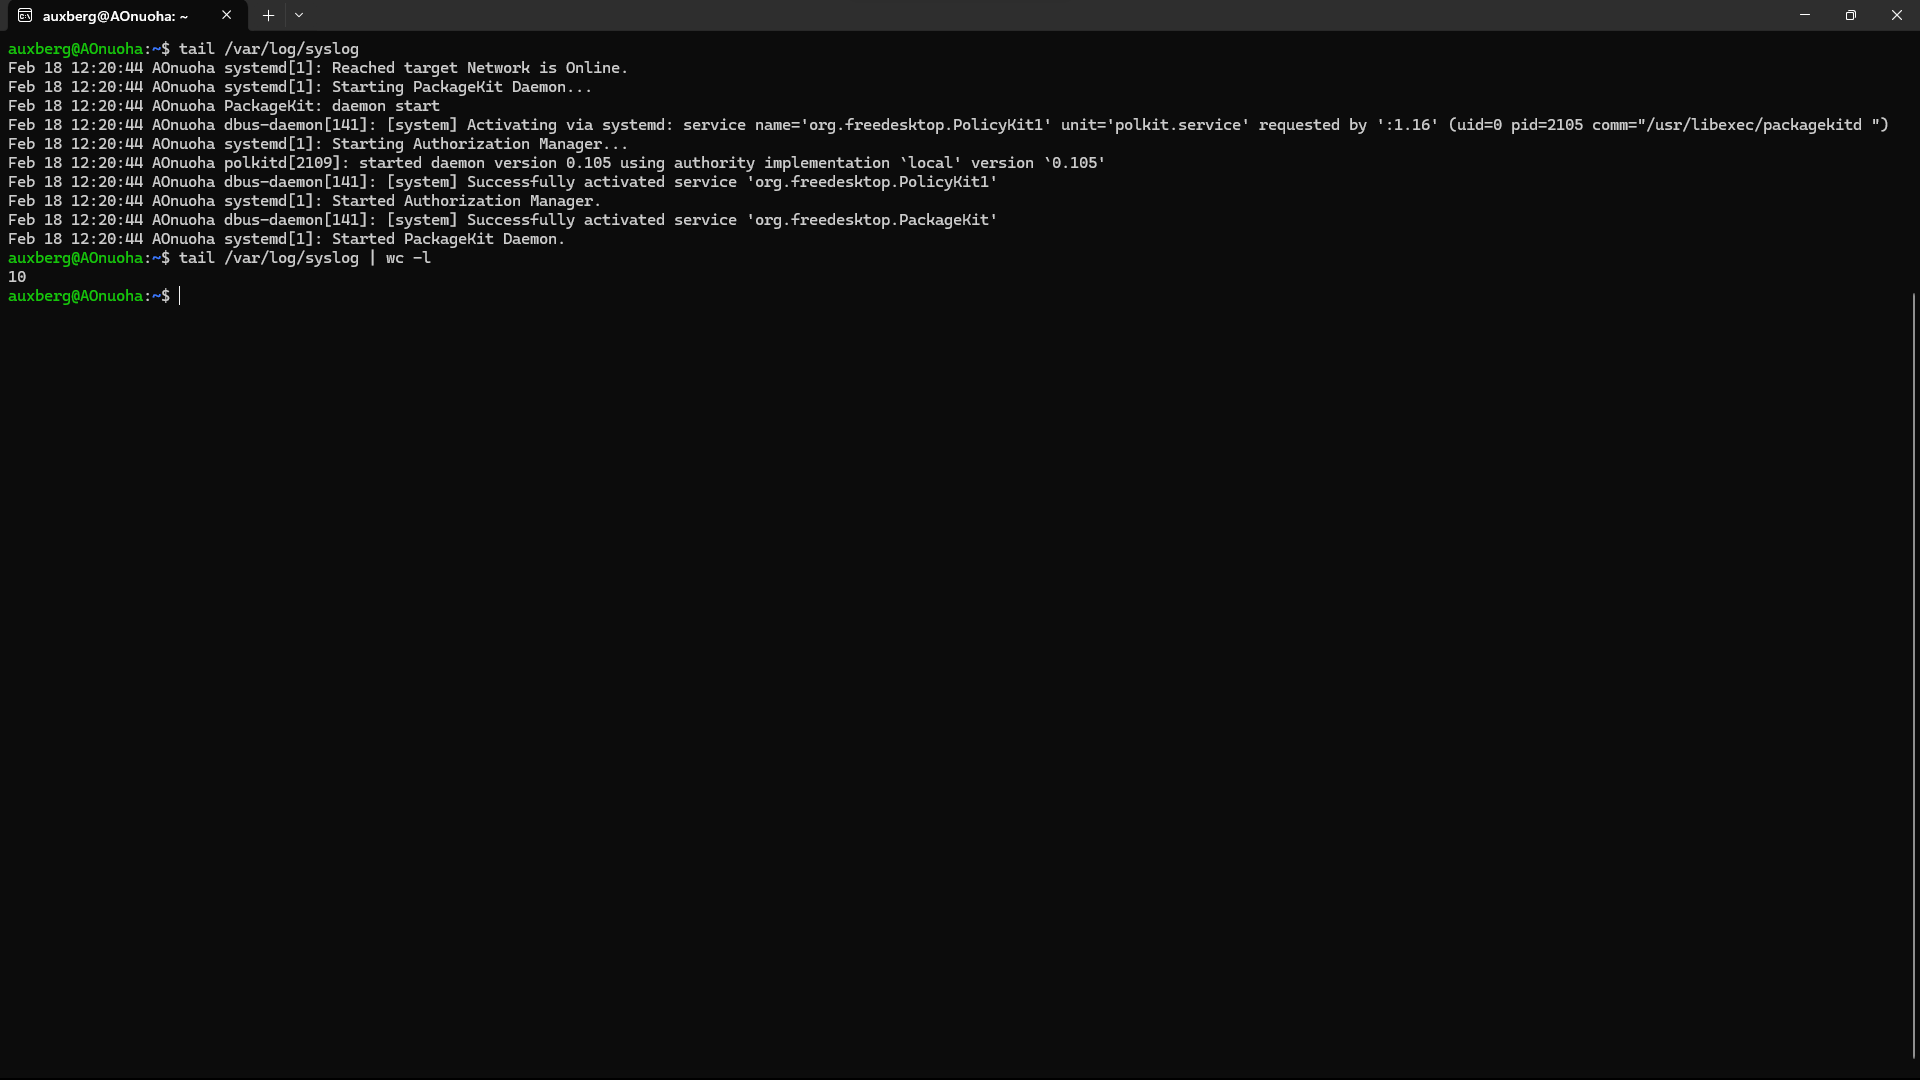 auxberg@AOnuoha: ~
auxberg@AOnuoha:~$ tail /var/log/syslog
Feb 18 12:20:44 AOnuoha systemd[1]: Reached target Network is Online.
Feb 18 12:20:44 AOnuoha systemd[1]: Starting PackageKit Daemon...
Feb 18 12:20:44 AOnuoha PackageKit: daemon start
Feb 18 12:20:44 AOnuoha dbus-daemon[141]: [system] Activating via systemd: service name='org.freedesktop.PolicyKit1' unit='polkit.service' requested by ':1.16' (uid=0 pid=2105 comm="/usr/libexec/packagekitd ")
Feb 18 12:20:44 AOnuoha systemd[1]: Starting Authorization Manager...
Feb 18 12:20:44 AOnuoha polkitd[2109]: started daemon version 0.105 using authority implementation `local' version `0.105'
Feb 18 12:20:44 AOnuoha dbus-daemon[141]: [system] Successfully activated service 'org.freedesktop.PolicyKit1'
Feb 18 12:20:44 AOnuoha systemd[1]: Started Authorization Manager.
Feb 18 12:20:44 AOnuoha dbus-daemon[141]: [system] Successfully activated service 'org.freedesktop.PackageKit'
Feb 18 12:20:44 AOnuoha systemd[1]: Started PackageKit Daemon.
auxberg@AOnuoha:~$ tail /var/log/syslog | wc -l
10
auxberg@AOnuoha:~$